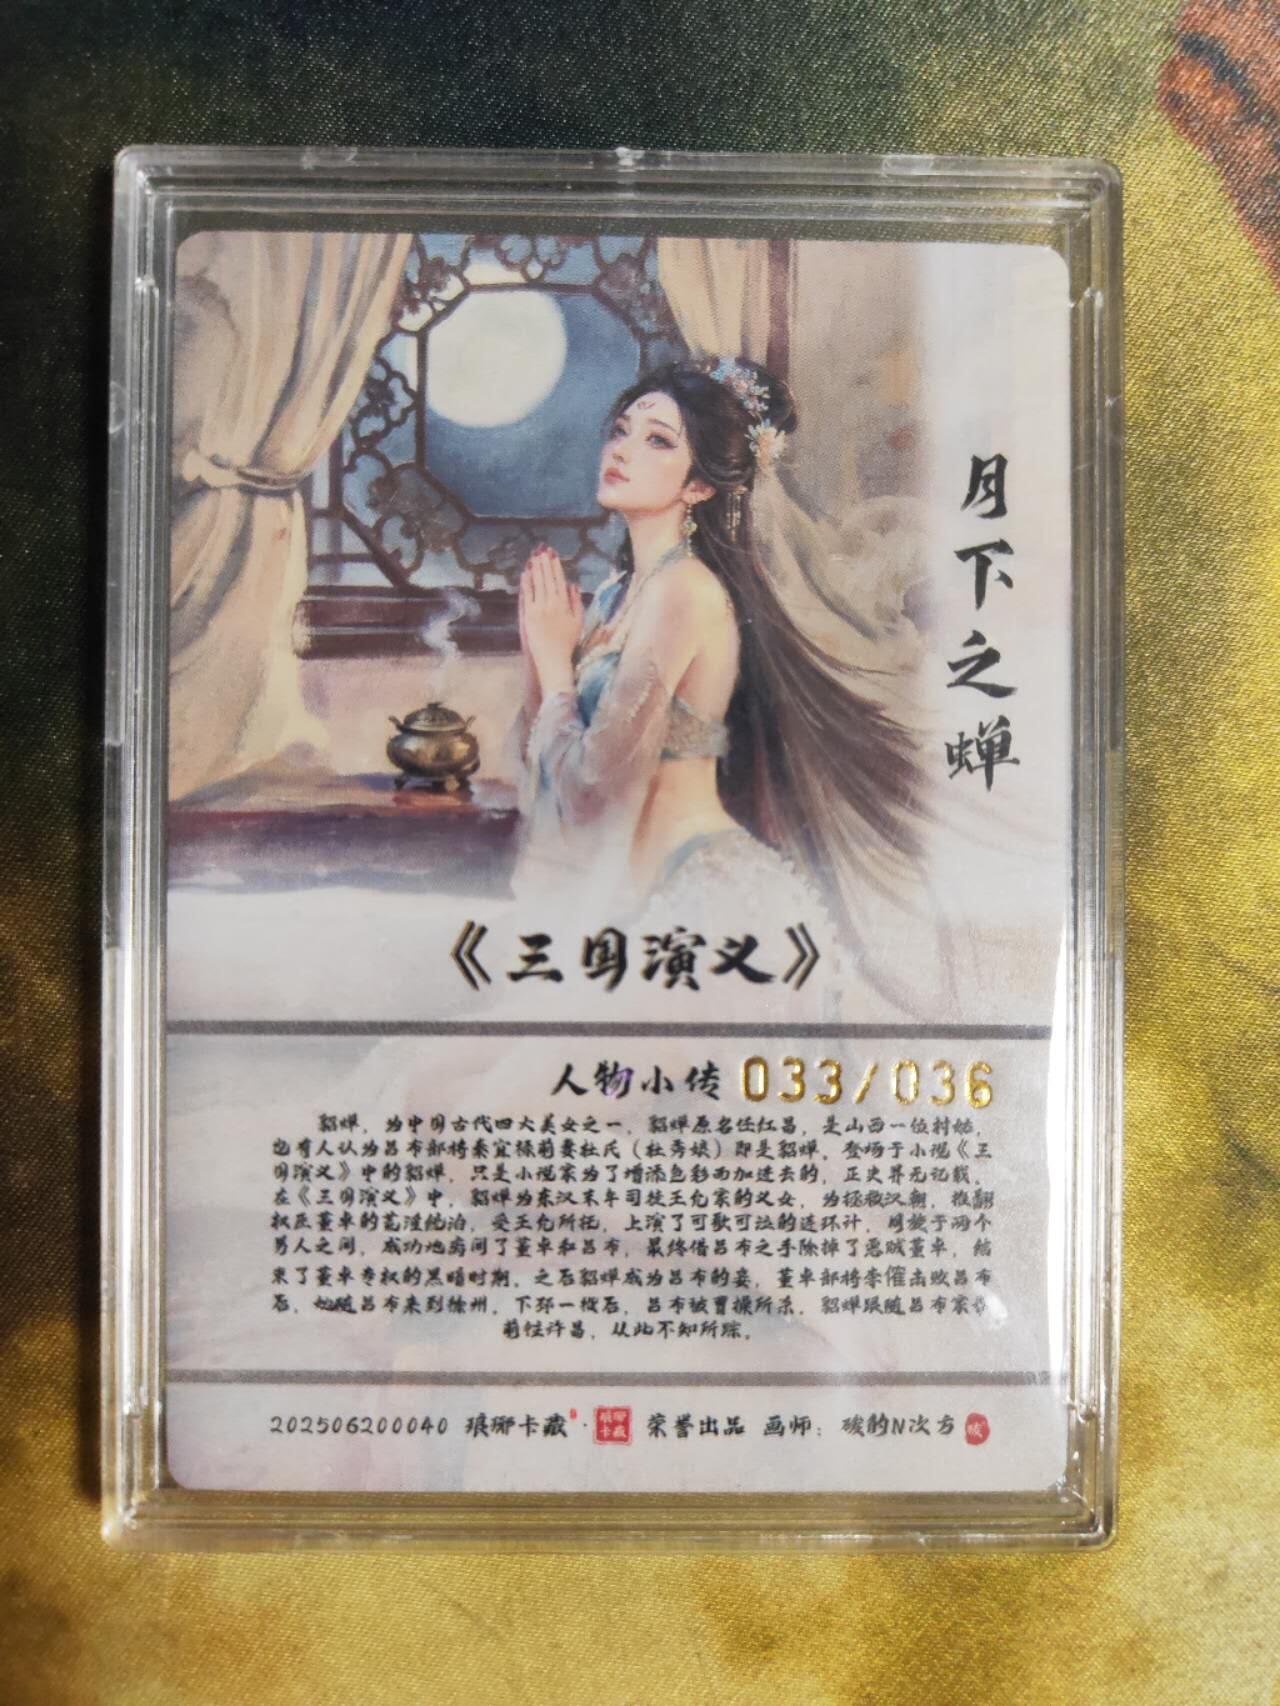 月下之蝉
《三国演义》
人物小传 033/036
貂蝉，为中国古代四大美女之一，貂蝉原名任红昌，是山西一位村姑，
也有人认为吕布部将秦宜禄前妻杜氏（杜秀娘）即是貂蝉。登场于小说《三
国演义》中的貂蝉，只是小说家为了增添色彩而加进去的，正史并无记载。
在《三国演义》中，貂蝉为东汉末年司徒王允家的义女，为拯救汉朝，推翻
权臣董卓的荒淫统治，受王允所托，上演了可歌可泣的连环计，周旋于两个
男人之间，成功地离间了董卓和吕布，最终借吕布之手除掉了恶贼董卓，结
束了董卓专权的黑暗时期。之后貂蝉成为吕布的妾，董卓部将李傕击败吕布
后，她随吕布来到徐州。下邳一役后，吕布被曹操所杀，貂蝉跟随吕布家眷
前往许昌，从此不知所踪。
202506200040 琅琊卡藏·琅琊卡藏 荣誉出品 画师：破的N次方